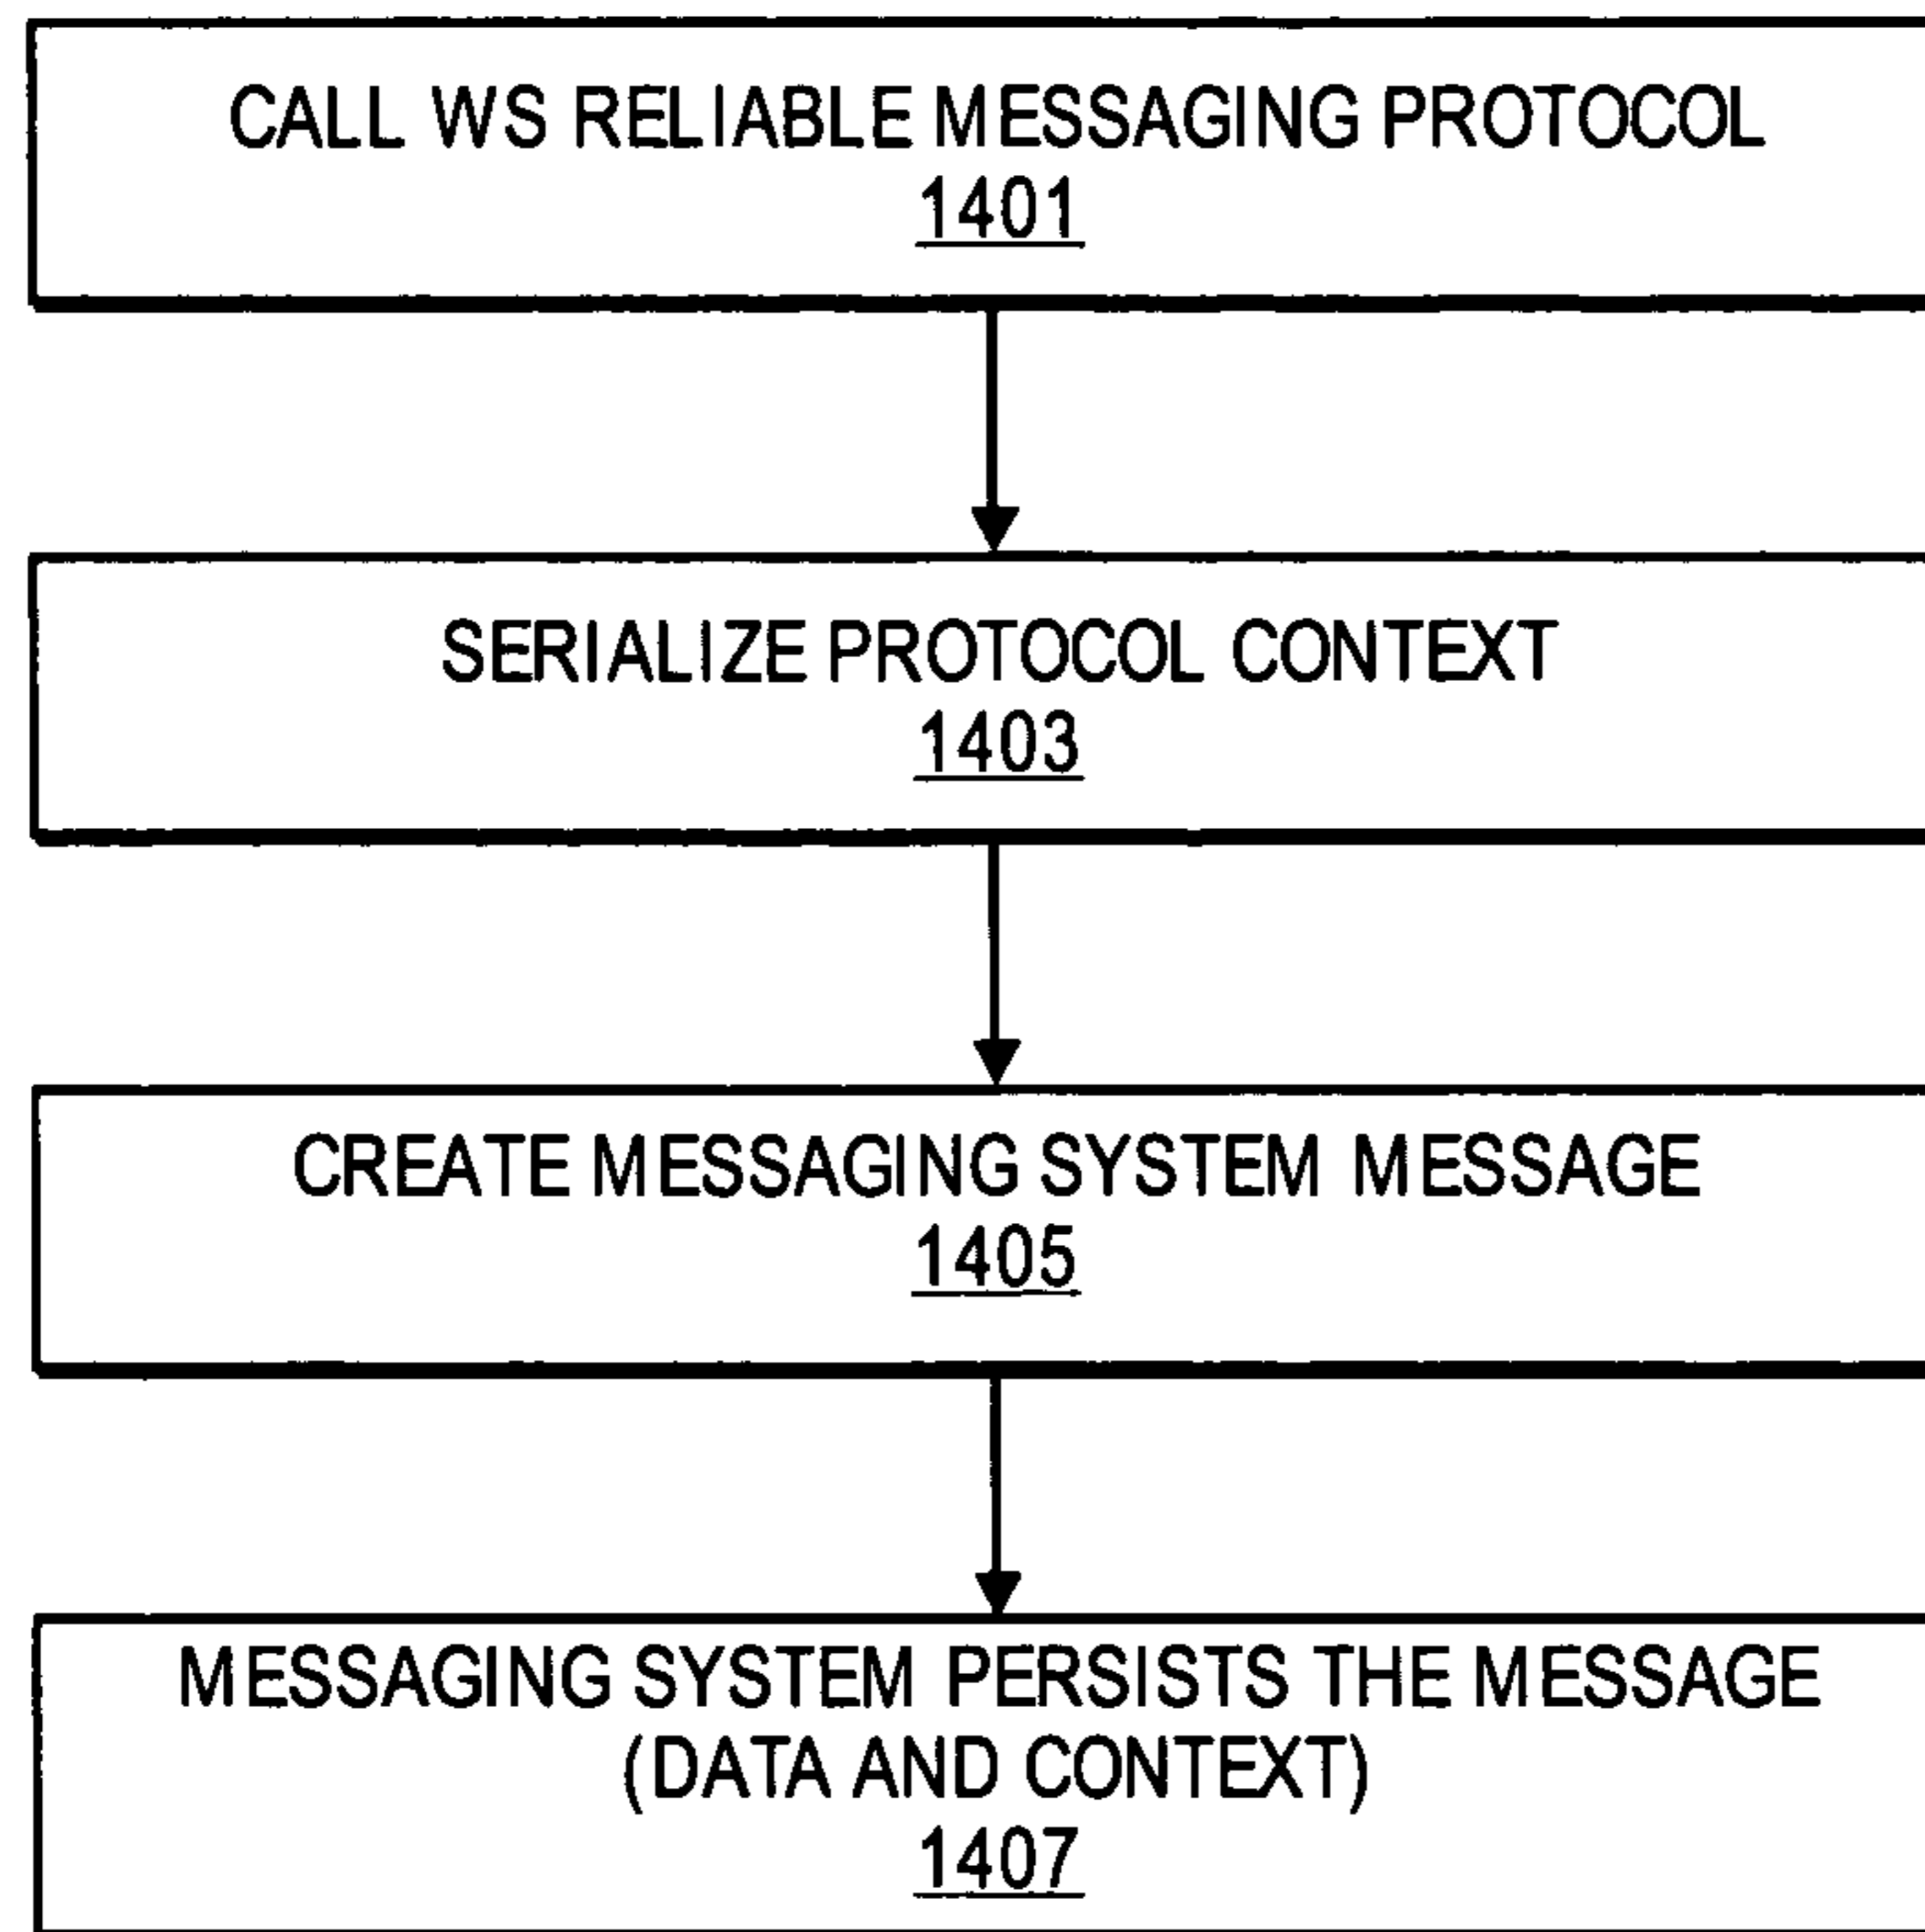 CALL WS RELIABLE MESSAGING PROTOCOL
1401
SERIALIZE PROTOCOL CONTEXT
1403
CREATE MESSAGING SYSTEM MESSAGE
1405
MESSAGING SYSTEM PERSISTS THE MESSAGE
(DATA AND CONTEXT)
1407